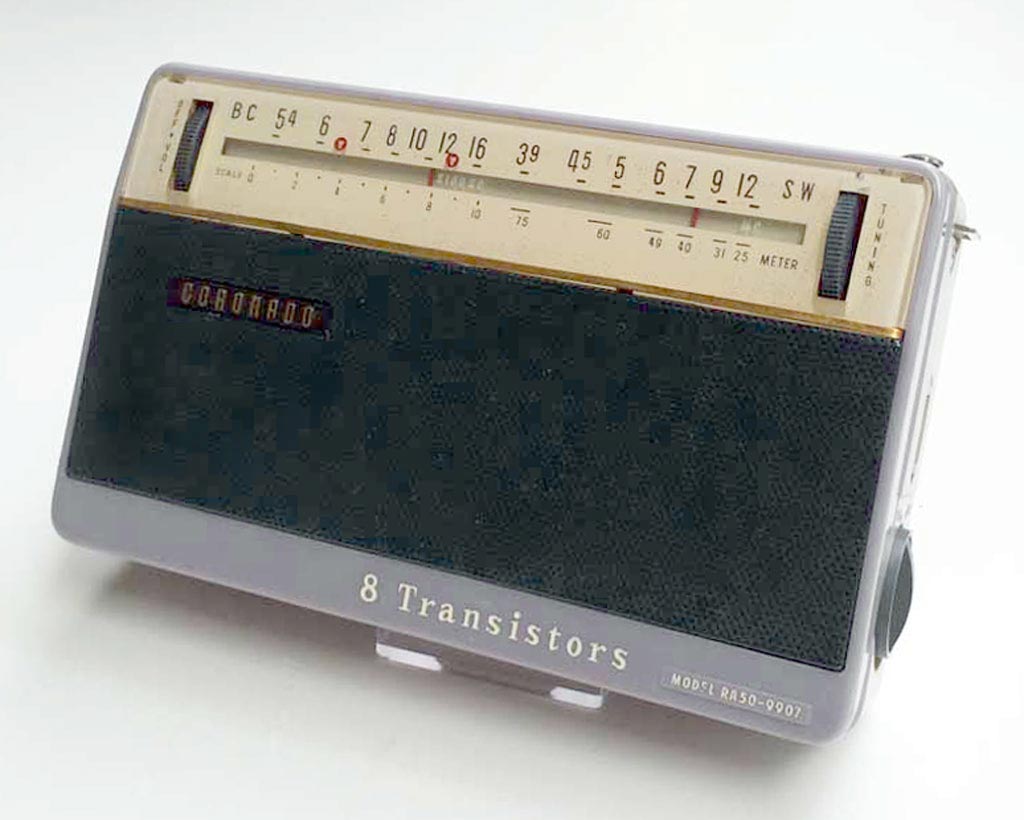 OFF • VOL
BC 54 6 7 8 10 12 16 39 45 5 6 7 9 12 SW
SCALE 0 2 4 6 8 10 75 60 49 40 31 25 METER
TUNING
CORONADO
8 Transistors
MODEL RA50-9907